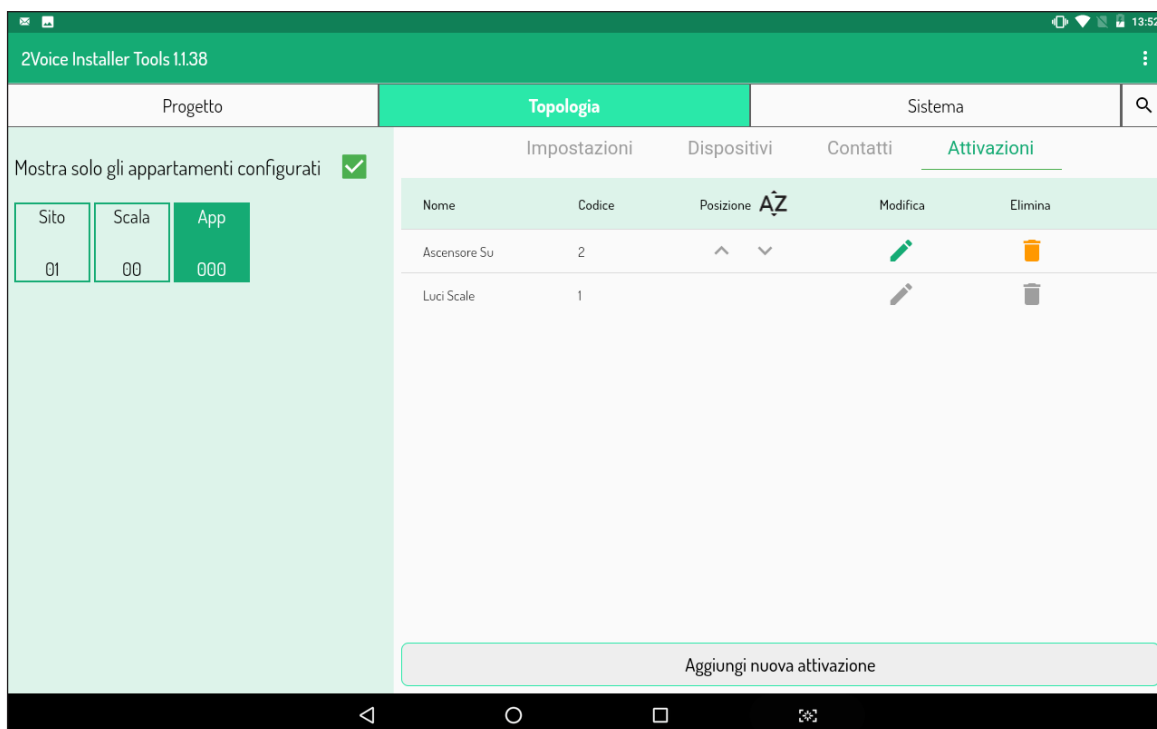 13:52
2Voice Installer Tools 1.1.38
Progetto
Topologia
Sistema
Mostra solo gli appartamenti configurati
Sito
01
Scala
00
App
000
Impostazioni
Dispositivi
Contatti
Attivazioni
Nome
Codice
Posizione AZ
Modifica
Elimina
Ascensore Su
2
Luci Scale
1
Aggiungi nuova attivazione